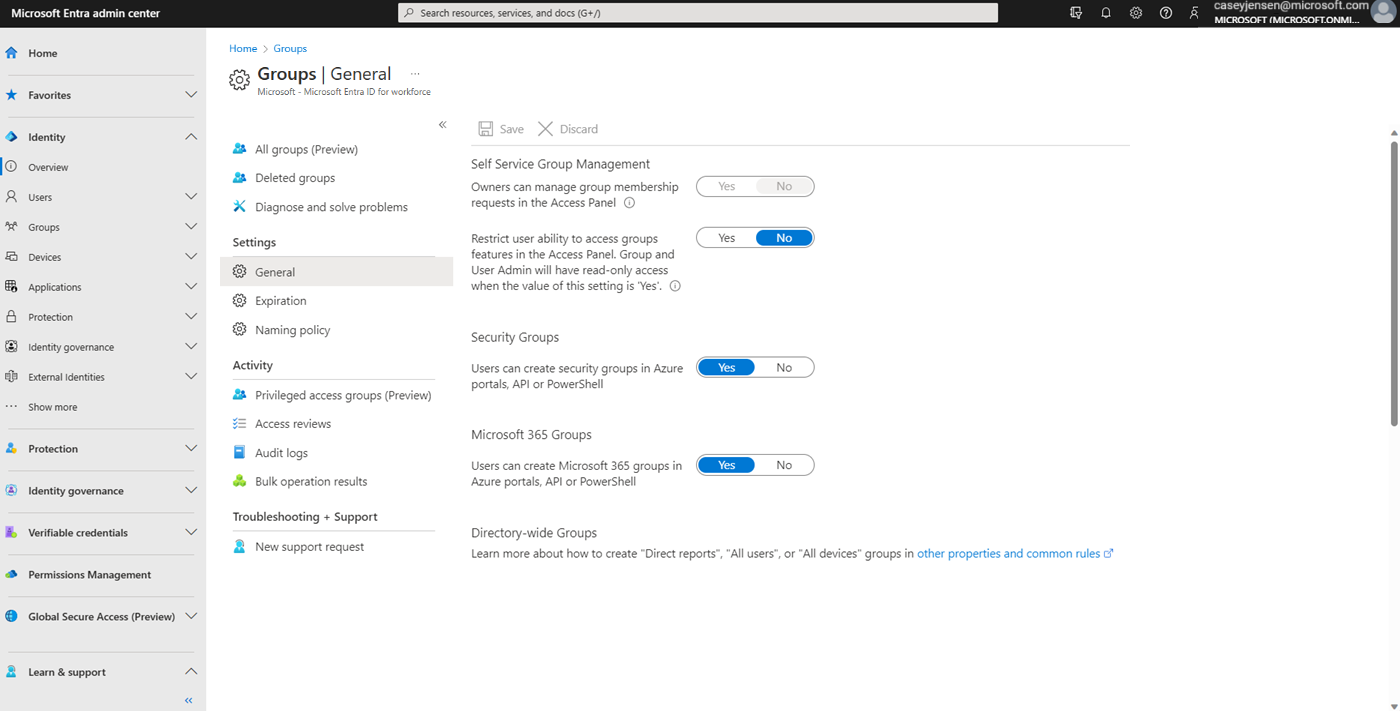 Microsoft Entra admin center
Search resources, services, and docs (G+/)
caseyjensen@microsoft.com
MICROSOFT (MICROSOFT.ONMI...
Home
Favorites
Identity
Overview
Users
Groups
Devices
Applications
Protection
Identity governance
External Identities
Show more
Protection
Identity governance
Verifiable credentials
Permissions Management
Global Secure Access (Preview)
Learn & support
Home > Groups
Groups | General ...
Microsoft - Microsoft Entra ID for workforce
All groups (Preview)
Deleted groups
Diagnose and solve problems
Settings
General
Expiration
Naming policy
Activity
Privileged access groups (Preview)
Access reviews
Audit logs
Bulk operation results
Troubleshooting + Support
New support request
Save Discard
Self Service Group Management
Owners can manage group membership
requests in the Access Panel
Yes No
Restrict user ability to access groups
features in the Access Panel. Group and
User Admin will have read-only access
when the value of this setting is 'Yes'.
Yes No
Security Groups
Users can create security groups in Azure
portals, API or PowerShell
Yes No
Microsoft 365 Groups
Users can create Microsoft 365 groups in
Azure portals, API or PowerShell
Yes No
Directory-wide Groups
Learn more about how to create "Direct reports", "All users", or "All devices" groups in other properties and common rules